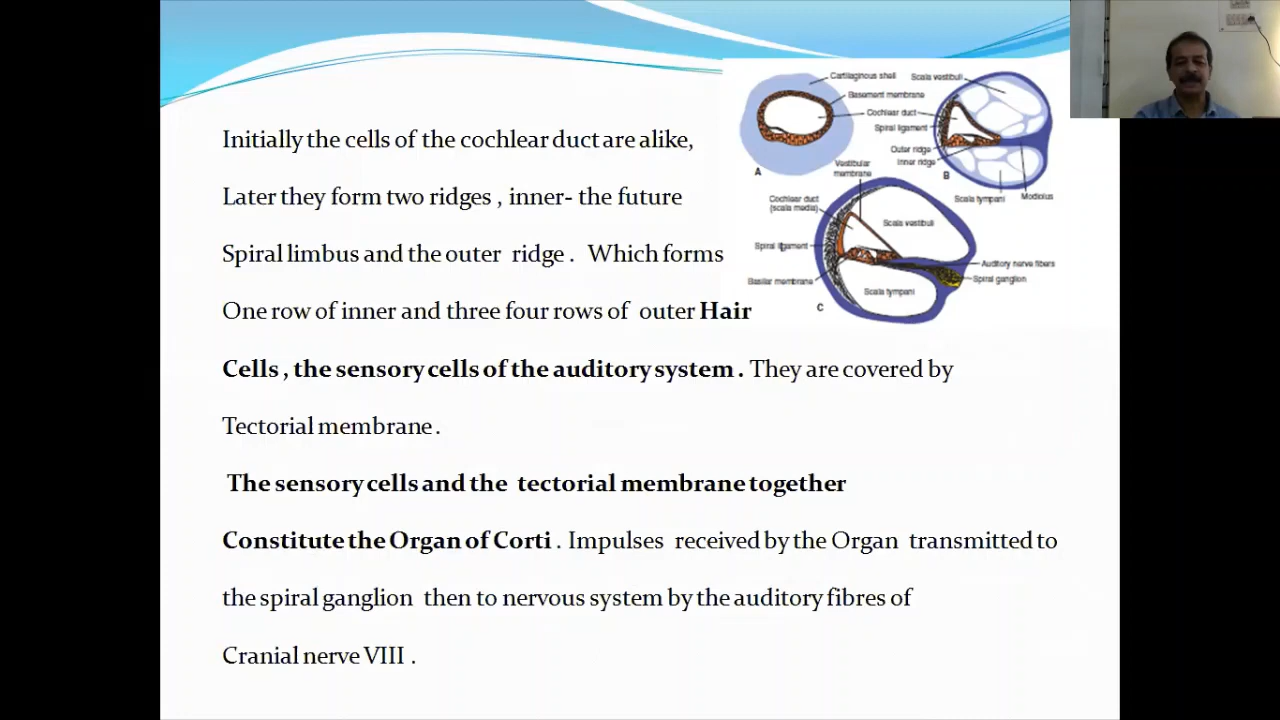 Initially the cells of the cochlear duct are alike,
Later they form two ridges , inner- the future
Spiral limbus and the outer ridge . Which forms
One row of inner and three four rows of outer Hair
Cells , the sensory cells of the auditory system . They are covered by
Tectorial membrane .
The sensory cells and the tectorial membrane together
Constitute the Organ of Corti . Impulses received by the Organ transmitted to
the spiral ganglion then to nervous system by the auditory fibres of
Cranial nerve VIII .
Cartilaginous shell
Basement membrane
Cochlear duct
Spiral ligament
Outer ridge
Inner ridge
Scala vestibuli
A
B
Scala tympani
Modiolus
Vestibular
membrane
Cochlear duct
(scala media)
Scala vestibuli
Spiral ligament
Basilar membrane
Scala tympani
Auditory nerve fibers
Spiral ganglion
C